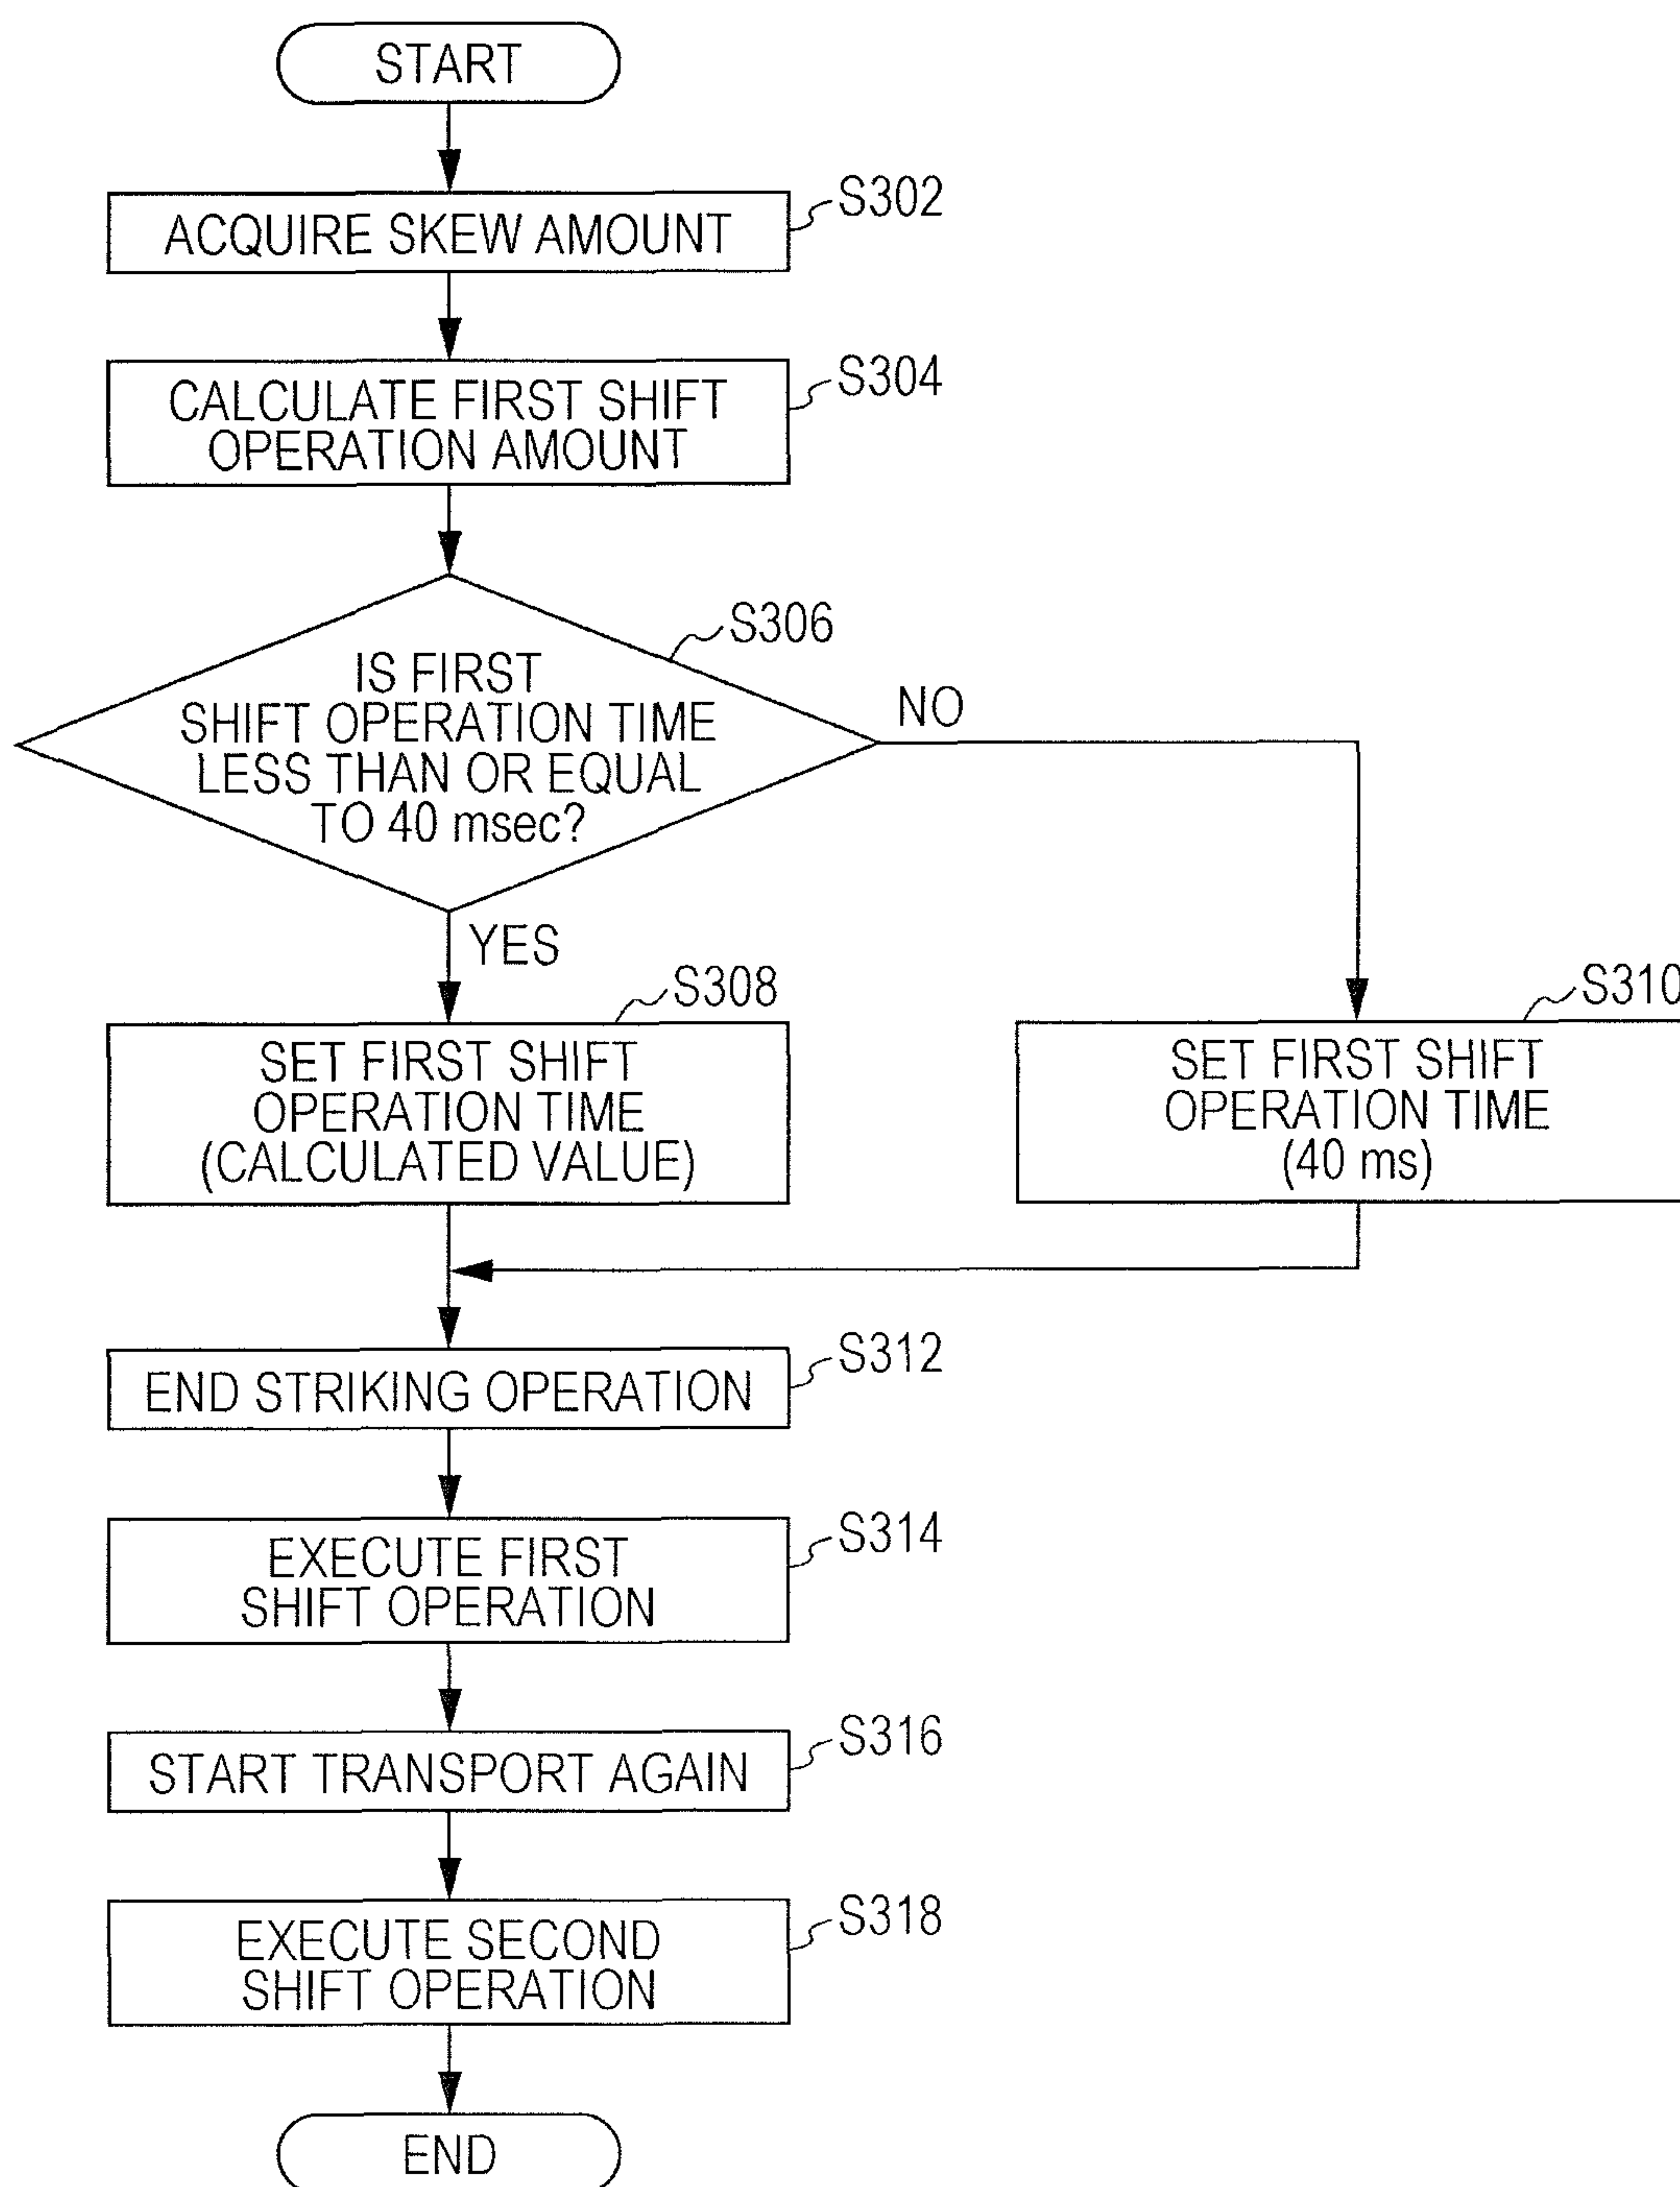 START
ACQUIRE SKEW AMOUNT
S302
CALCULATE FIRST SHIFT
OPERATION AMOUNT
S304
IS FIRST
SHIFT OPERATION TIME
LESS THAN OR EQUAL
TO 40 msec?
S306
NO
YES
S308
SET FIRST SHIFT
OPERATION TIME
(CALCULATED VALUE)
S310
SET FIRST SHIFT
OPERATION TIME
(40 ms)
END STRIKING OPERATION
S312
EXECUTE FIRST
SHIFT OPERATION
S314
START TRANSPORT AGAIN
S316
EXECUTE SECOND
SHIFT OPERATION
S318
END